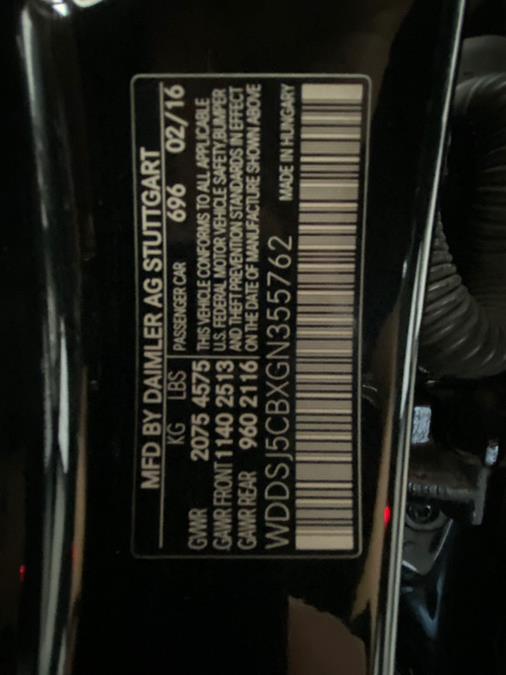 MFD BY DAIMLER AG STUTTGART
KG LBS PASSENGER CAR 696 02/16
GVWR 2075 4575 THIS VEHICLE CONFORMS TO ALL APPLICABLE
GAWR FRONT 1140 2513 U.S. FEDERAL MOTOR VEHICLE SAFETY, BUMPER
GAWR REAR 960 2116 AND THEFT PREVENTION STANDARDS IN EFFECT
ON THE DATE OF MANUFACTURE SHOWN ABOVE
WDDSJ5CBXGN355762 MADE IN HUNGARY